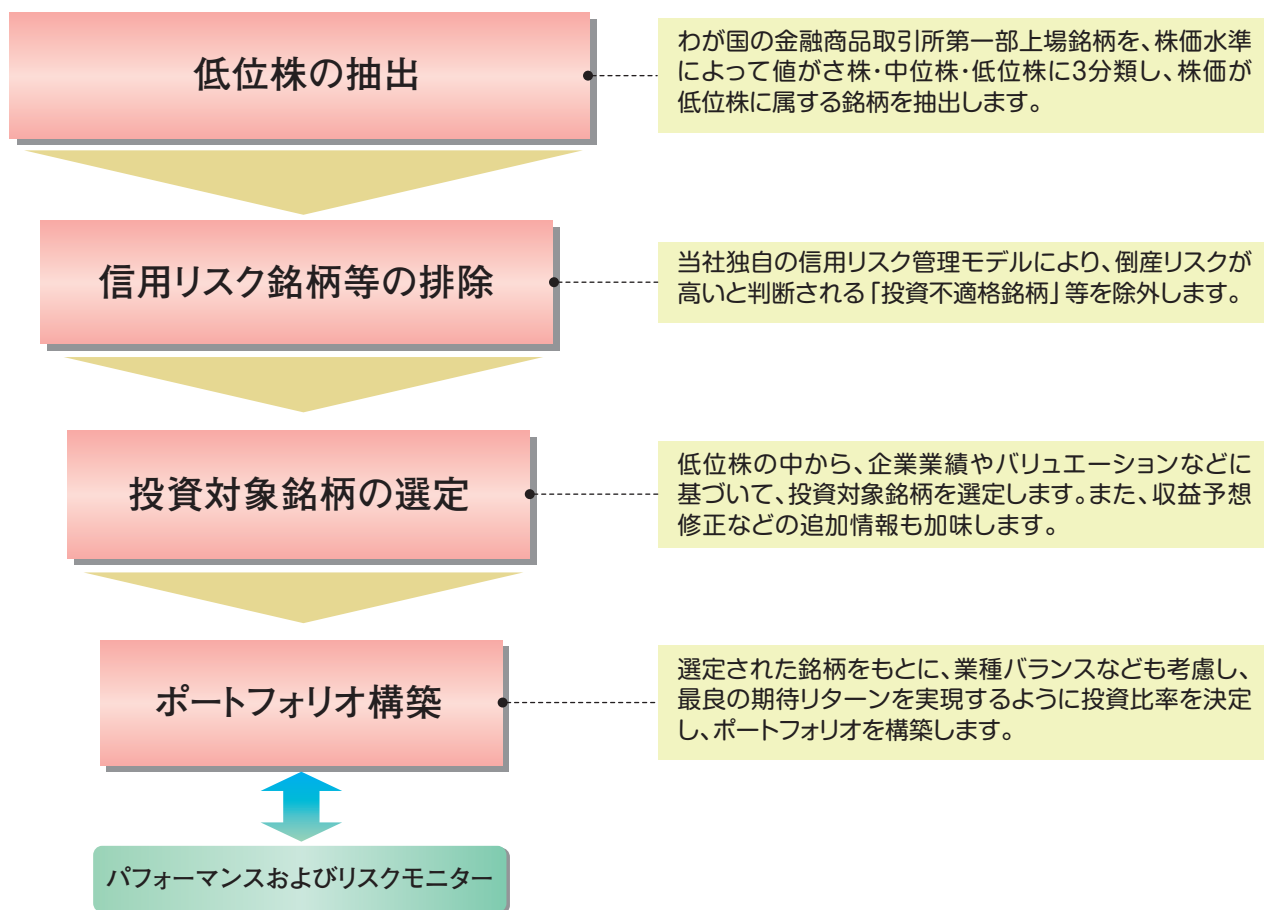 低位株の抽出
わが国の金融商品取引所第一部上場銘柄を、株価水準
によって値がさ株・中位株・低位株に3分類し、株価が
低位株に属する銘柄を抽出します。
信用リスク銘柄等の排除
当社独自の信用リスク管理モデルにより、倒産リスクが
高いと判断される「投資不適格銘柄」等を除外します。
投資対象銘柄の選定
低位株の中から、企業業績やバリュエーションなどに
基づいて、投資対象銘柄を選定します。また、収益予想
修正などの追加情報も加味します。
ポートフォリオ構築
選定された銘柄をもとに、業種バランスなども考慮し、
最良の期待リターンを実現するように投資比率を決定
し、ポートフォリオを構築します。
パフォーマンスおよびリスクモニター